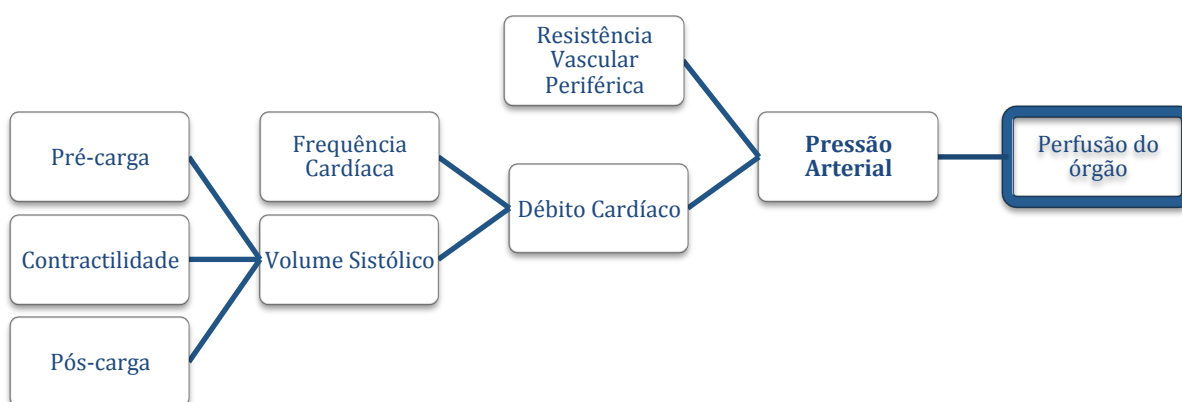 Resistência
Vascular
Periférica
Pré-carga
Frequência
Cardíaca
Pressão
Arterial
Perfusão do
órgão
Débito Cardíaco
Contractilidade
Volume Sistólico
Pós-carga